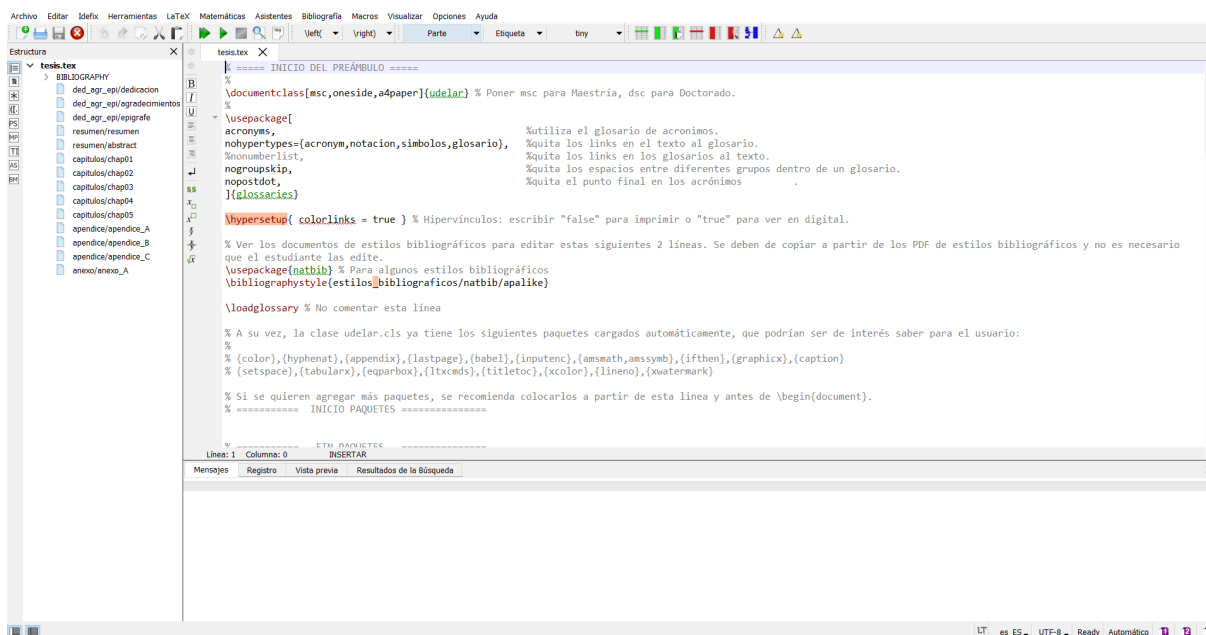 Archivo Editar Idefix Herramientas LaTeX Matemáticas Asistentes Bibliografía Macros Visualizar Opciones Ayuda
\left( \right) Parte Etiqueta tiny
Estructura
tesis.tex
BIBLIOGRAPHY
ded_agr_epi/dedicacion
ded_agr_epi/agradecimientos
ded_agr_epi/epigrafe
resumen/resumen
resumen/abstract
capitulos/chap01
capitulos/chap02
capitulos/chap03
capitulos/chap04
capitulos/chap05
apendice/apendice_A
apendice/apendice_B
apendice/apendice_C
anexo/anexo_A
PS
MP
TI
AS
BM
B
I
U
$$
tesis.tex
% ===== INICIO DEL PREÁMBULO =====
%
\documentclass[msc,oneside,a4paper]{udelar} % Poner msc para Maestría, dsc para Doctorado.
%
\usepackage[
acronyms, %utiliza el glosario de acronimos.
nohypertypes={acronym,notacion,simbolos,glosario}, %quita los links en el texto al glosario.
%nonumberlist, %quita los links en los glosarios al texto.
nogroupskip, %quita los espacios entre diferentes grupos dentro de un glosario.
nopostdot, %quita el punto final en los acrónimos .
]{glossaries}
\hypersetup{ colorlinks = true } % Hipervínculos: escribir "false" para imprimir o "true" para ver en digital.
% Ver los documentos de estilos bibliográficos para editar estas siguientes 2 líneas. Se deben de copiar a partir de los PDF de estilos bibliográficos y no es necesario
que el estudiante las edite.
\usepackage{natbib} % Para algunos estilos bibliográficos
\bibliographystyle{estilos_bibliograficos/natbib/apalike}
\loadglossary % No comentar esta línea
% A su vez, la clase udelar.cls ya tiene los siguientes paquetes cargados automáticamente, que podrían ser de interés saber para el usuario:
%
% {color},{hyphenat},{appendix},{lastpage},{babel},{inputenc},{amsmath,amssymb},{ifthen},{graphicx},{caption}
% {setspace},{tabularx},{eqparbox},{ltxcmds},{titletoc},{xcolor},{lineno},{xwatermark}
% Si se quieren agregar más paquetes, se recomienda colocarlos a partir de esta linea y antes de \begin{document}.
% =========== INICIO PAQUETES ===============
% =========== FIN PAQUETES ===============
Línea: 1 Columna: 0 INSERTAR
Mensajes Registro Vista previa Resultados de la Búsqueda
LT es_ES UTF-8 Ready Automático 1 2